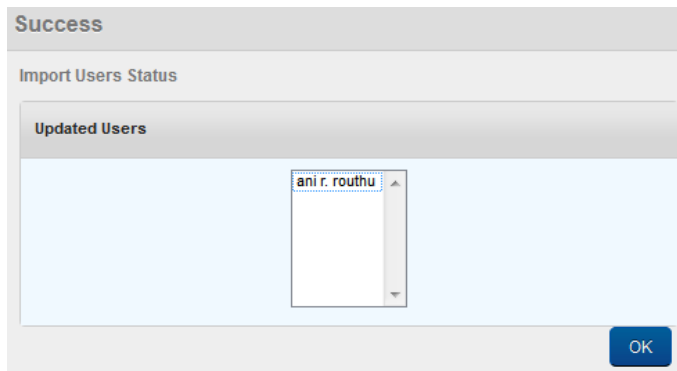 Success
Import Users Status
Updated Users
ani r. routhu
OK